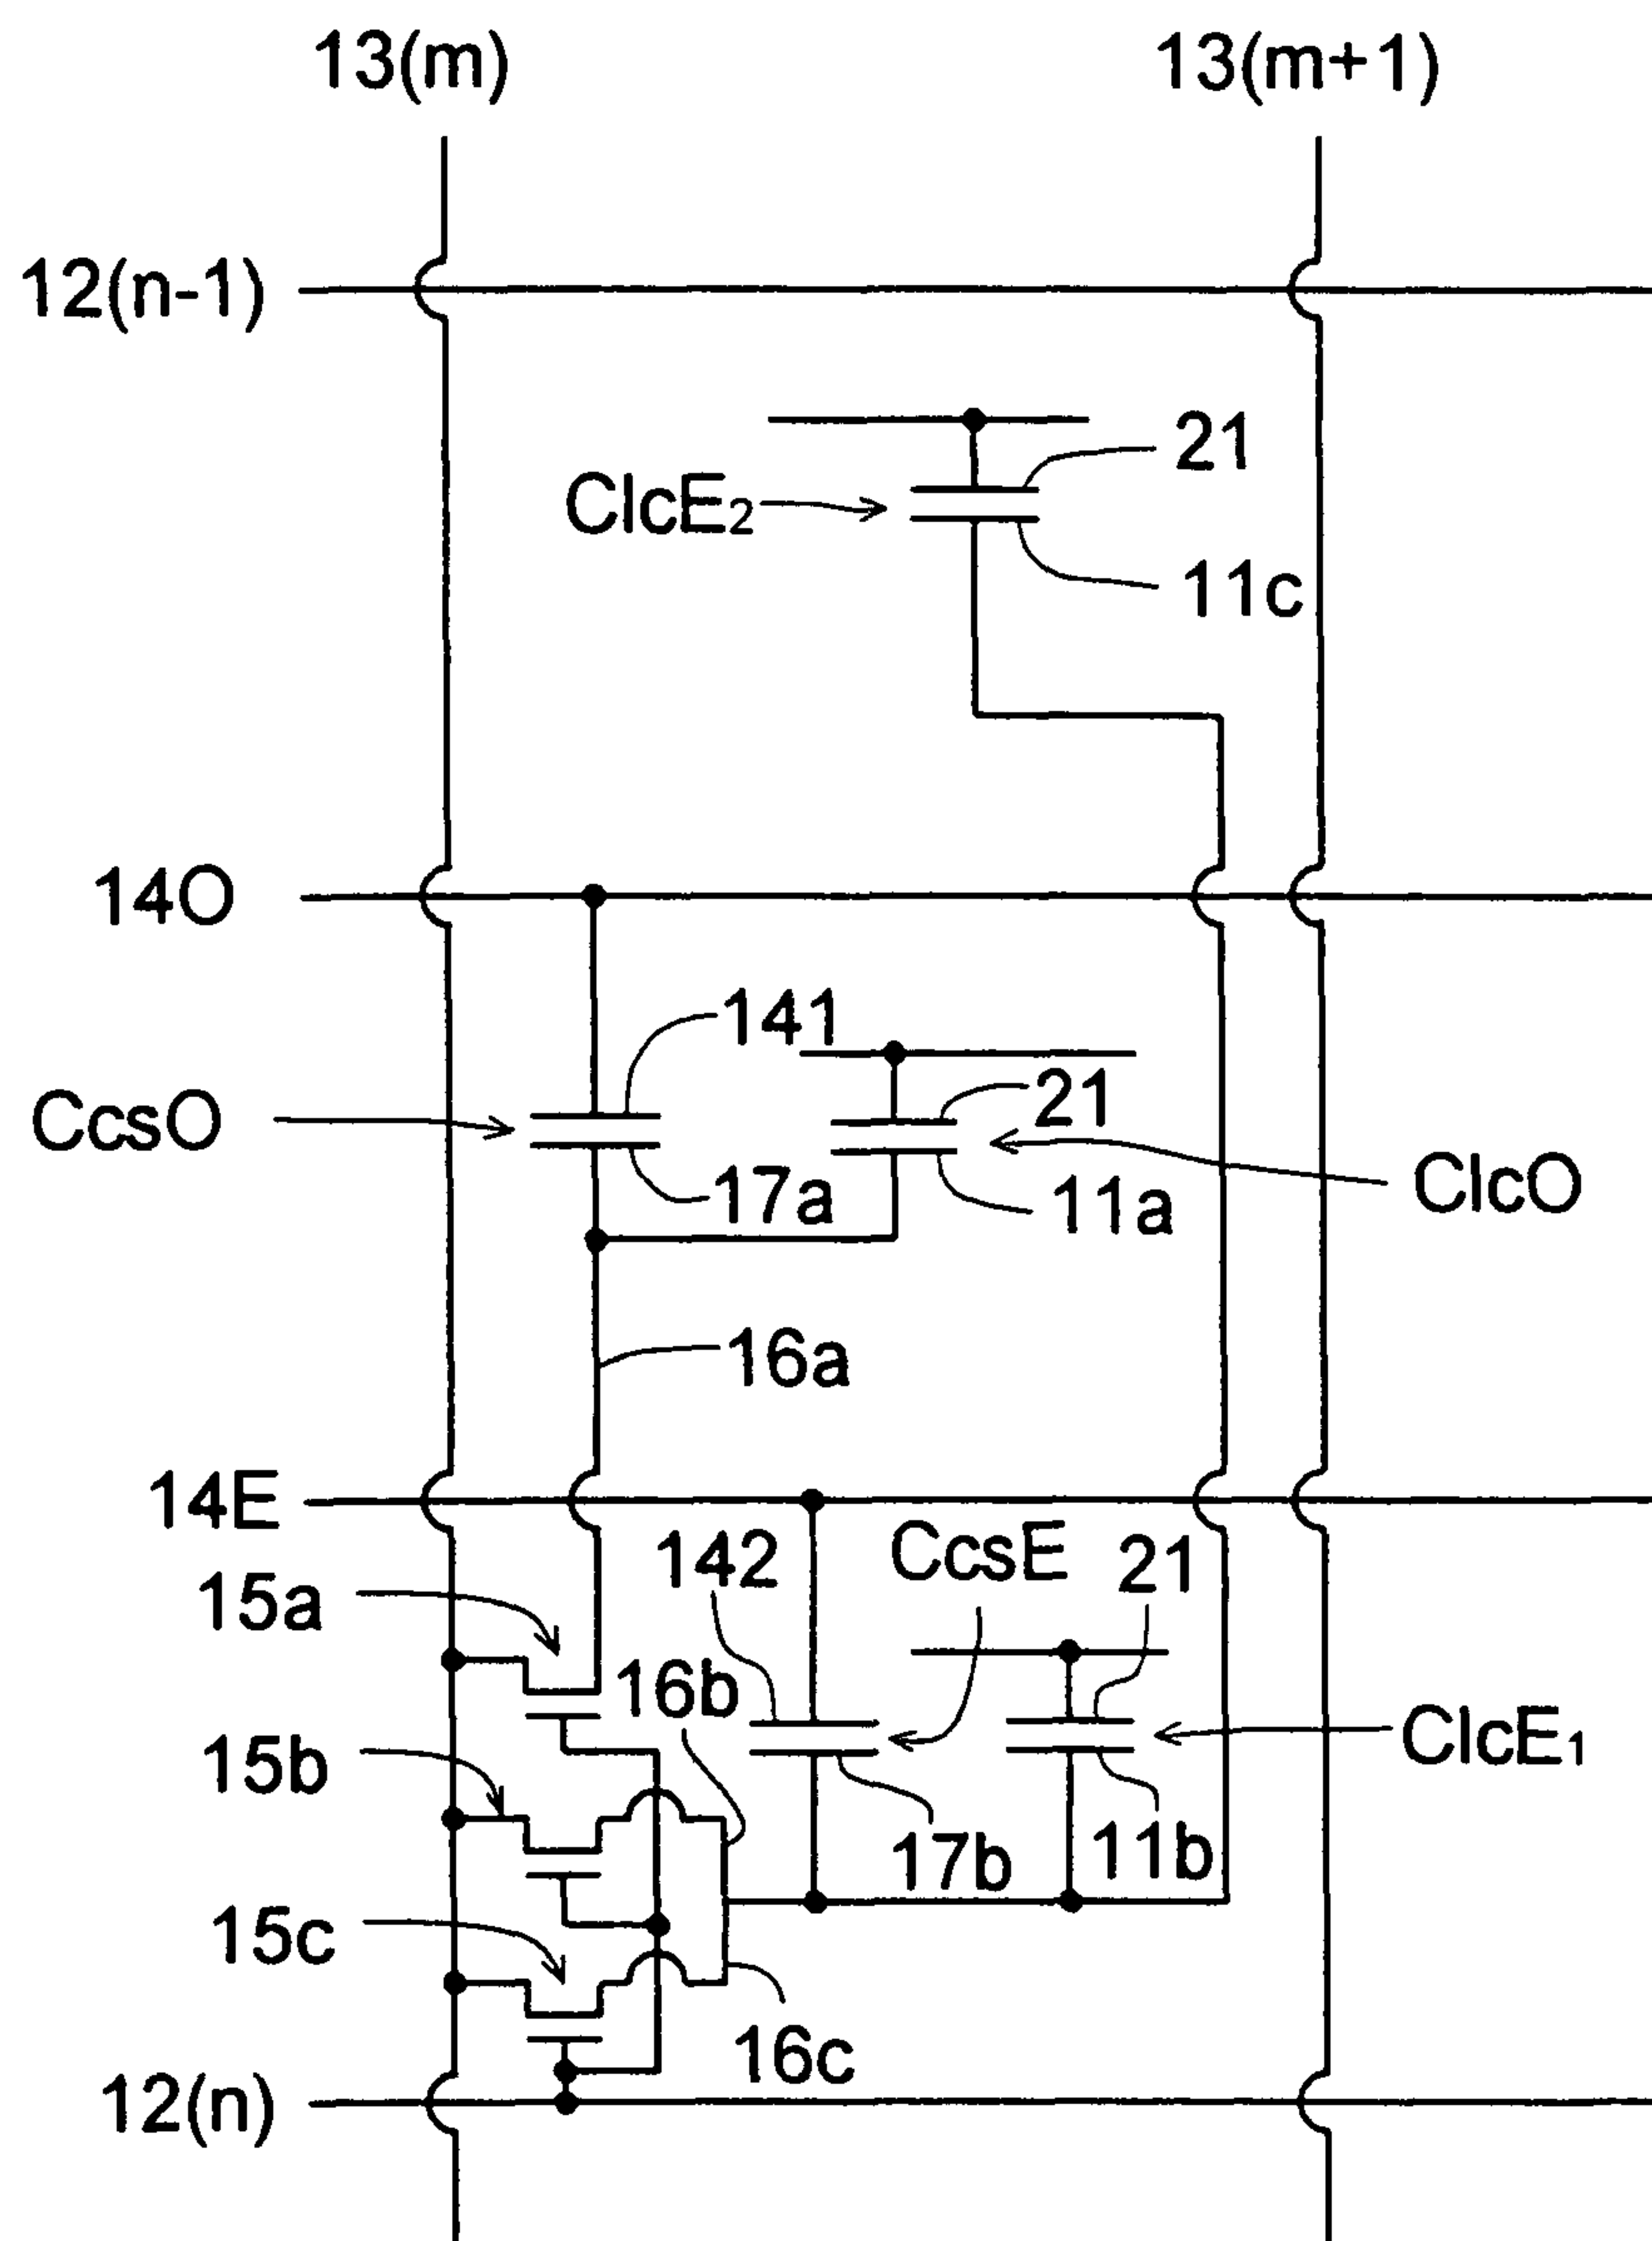 13(m)
13(m+1)
12(n-1)
21
ClcE2
11c
14O
141
21
CcsO
17a
11a
ClcO
16a
14E
142
CcsE
21
15a
16b
15b
ClcE1
17b
11b
15c
16c
12(n)